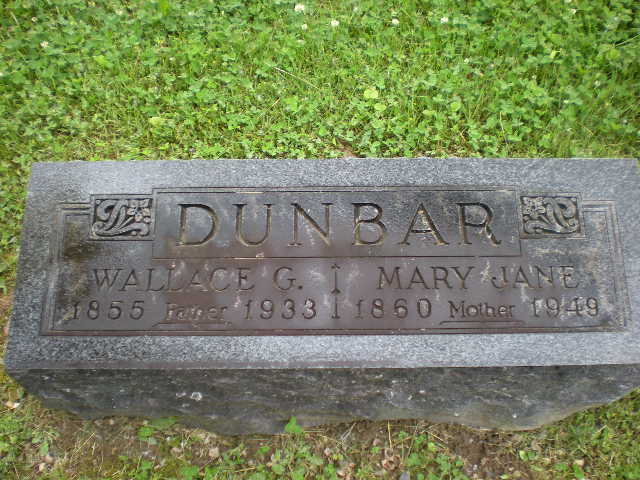 DUNBAR
WALLACE G. MARY JANE
1855 Father 1933 1860 Mother 1949